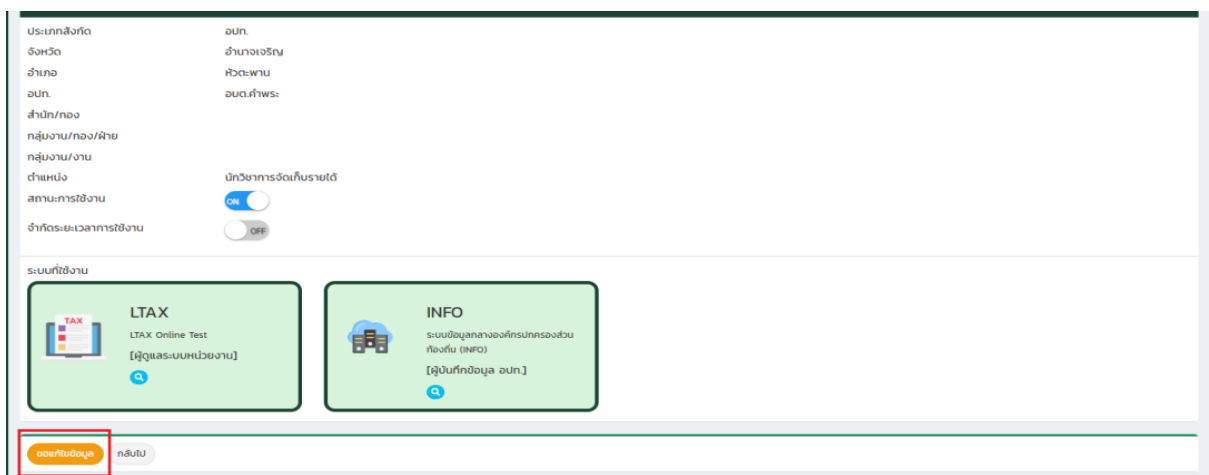 ประเภทสังกัด อปท.
จังหวัด อำนาจเจริญ
อำเภอ หัวตะพาน
อปท. อบต.คำพระ
สำนัก/กอง
กลุ่มงาน/กอง/ฝ่าย
กลุ่มงาน/งาน
ตำแหน่ง นักวิชาการจัดเก็บรายได้
สถานะการใช้งาน ON
จำกัดระยะเวลาการใช้งาน OFF
ระบบที่ใช้งาน
TAX
LTAX
LTAX Online Test
[ผู้ดูแลระบบหน่วยงาน]
INFO
ระบบข้อมูลกลางองค์กรปกครองส่วน
ท้องถิ่น (INFO)
[ผู้บันทึกข้อมูล อปท.]
ขอแก้ไขข้อมูล กลับไป